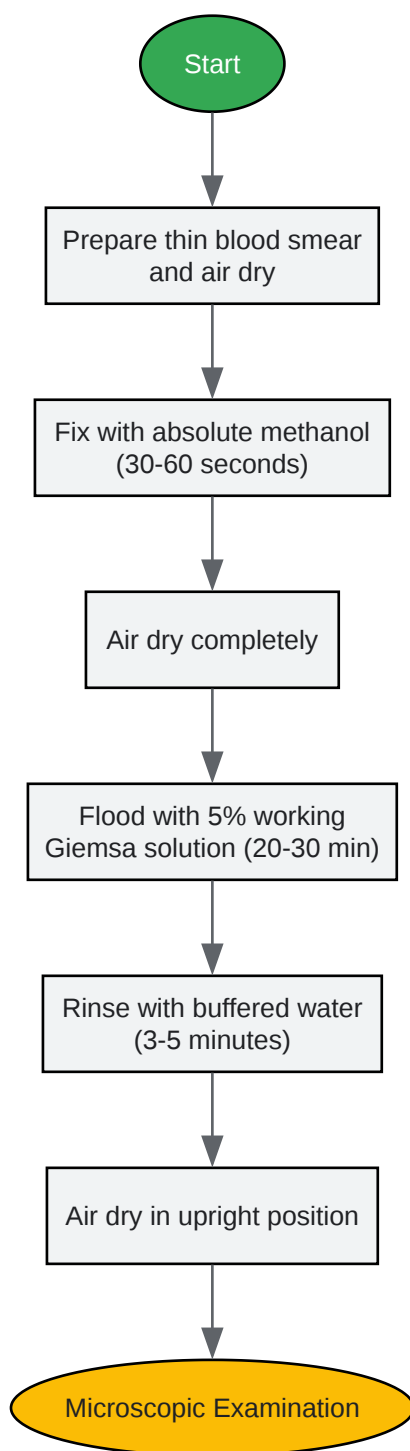 Start
Prepare thin blood smear
and air dry
Fix with absolute methanol
(30-60 seconds)
Air dry completely
Flood with 5% working
Giemsa solution (20-30 min)
Rinse with buffered water
(3-5 minutes)
Air dry in upright position
Microscopic Examination